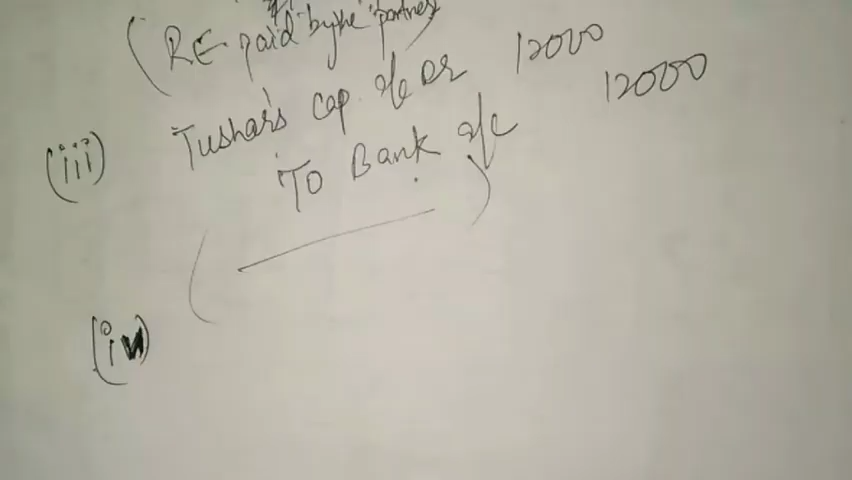 (RE paid by the partner
(iii) Tushar's cap a/c Dr 12000
To Bank a/c 12000
( )
(iv)